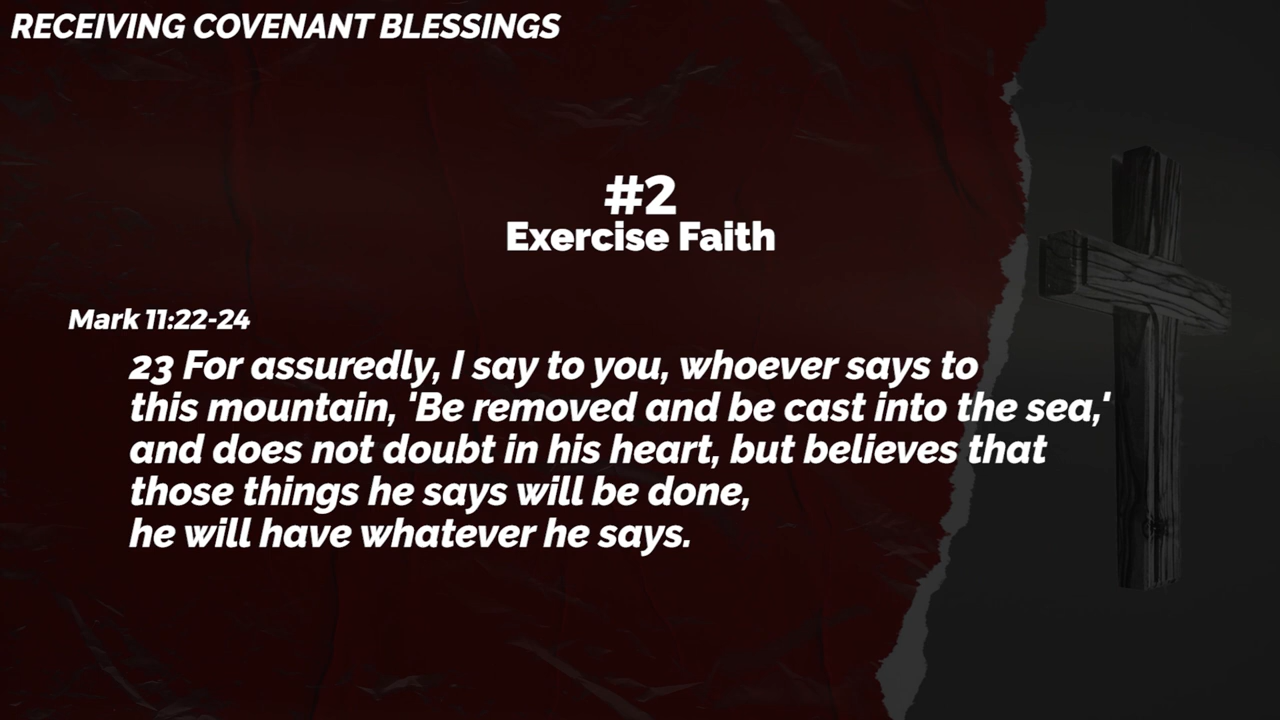 RECEIVING COVENANT BLESSINGS
#2
Exercise Faith
Mark 11:22-24
23 For assuredly, I say to you, whoever says to
this mountain, 'Be removed and be cast into the sea,'
and does not doubt in his heart, but believes that
those things he says will be done,
he will have whatever he says.